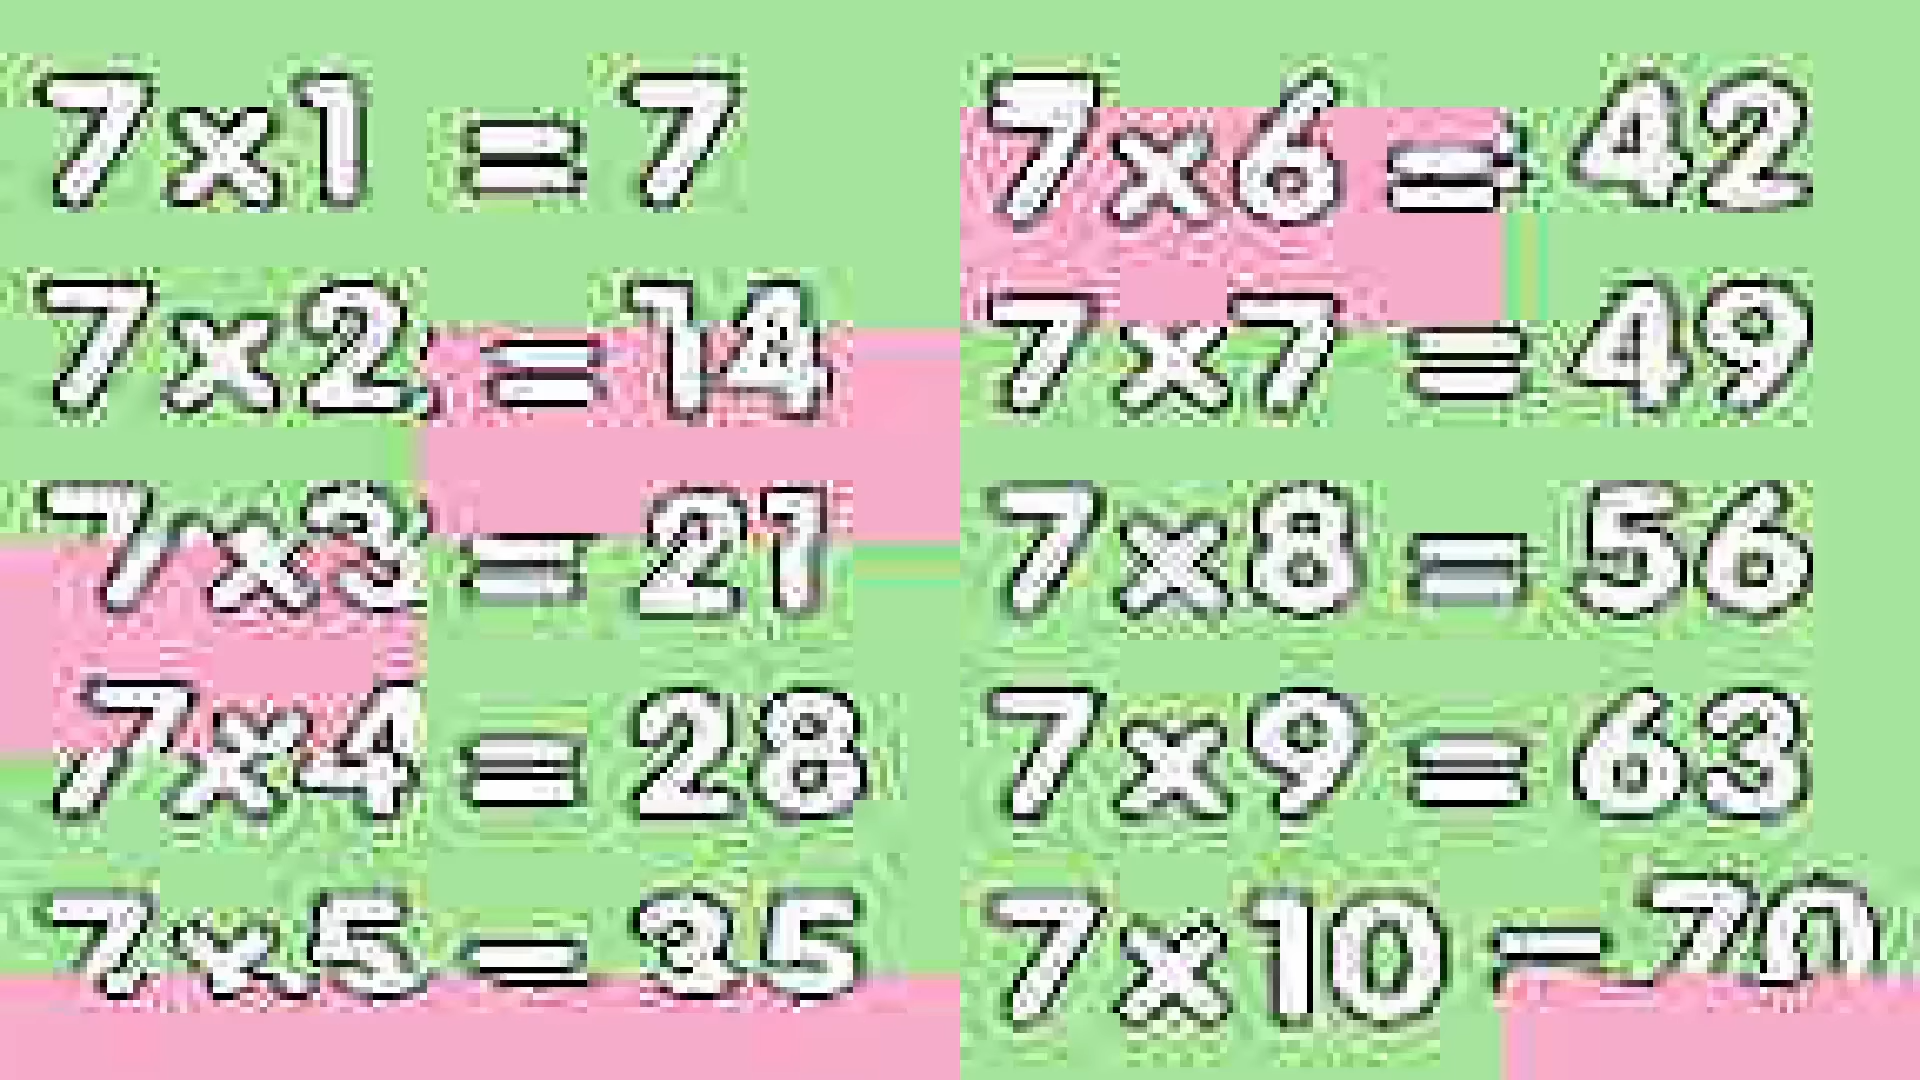 7x1 = 7
7x2 = 14
7x3 = 21
7x4 = 28
7x5 = 35
7x6 = 42
7x7 = 49
7x8 = 56
7x9 = 63
7x10 = 70